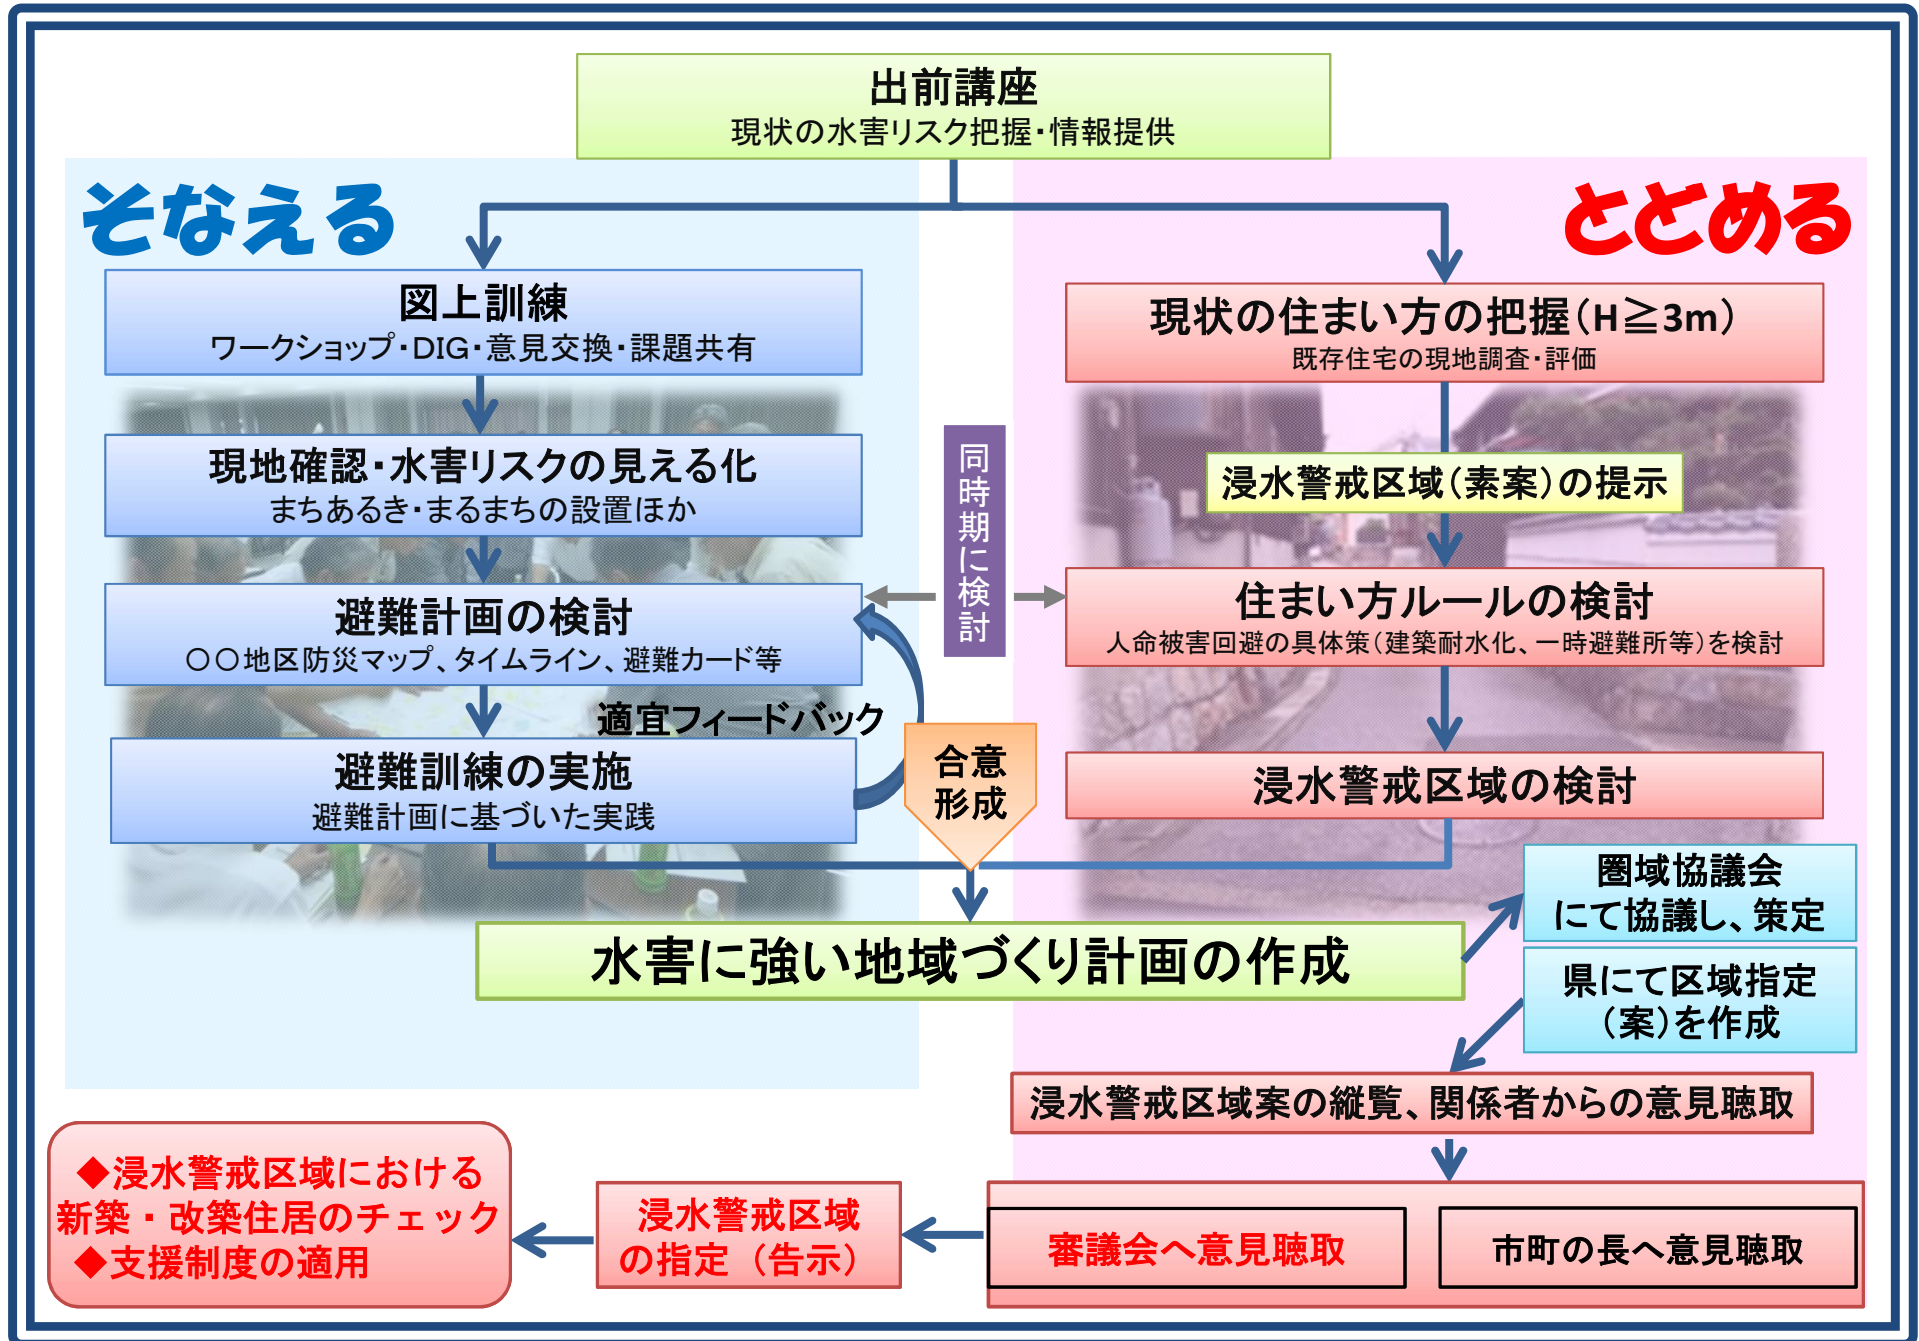 出前講座
現状の水害リスク把握・情報提供
そなえる
図上訓練
ワークショップ・DIG・意見交換・課題共有
現地確認・水害リスクの見える化
まちあるき・まるまちの設置ほか
避難計画の検討
〇〇地区防災マップ、タイムライン、避難カード等
適宜フィードバック
避難訓練の実施
避難計画に基づいた実践
同時期に検討
合意
形成
とどめる
現状の住まい方の把握(H≧3m)
既存住宅の現地調査・評価
浸水警戒区域(素案)の提示
住まい方ルールの検討
人命被害回避の具体策(建築耐水化、一時避難所等)を検討
浸水警戒区域の検討
水害に強い地域づくり計画の作成
圏域協議会
にて協議し、策定
県にて区域指定
(案)を作成
浸水警戒区域案の縦覧、関係者からの意見聴取
審議会へ意見聴取
市町の長へ意見聴取
浸水警戒区域
の指定（告示）
◆浸水警戒区域における
新築・改築住居のチェック
◆支援制度の適用